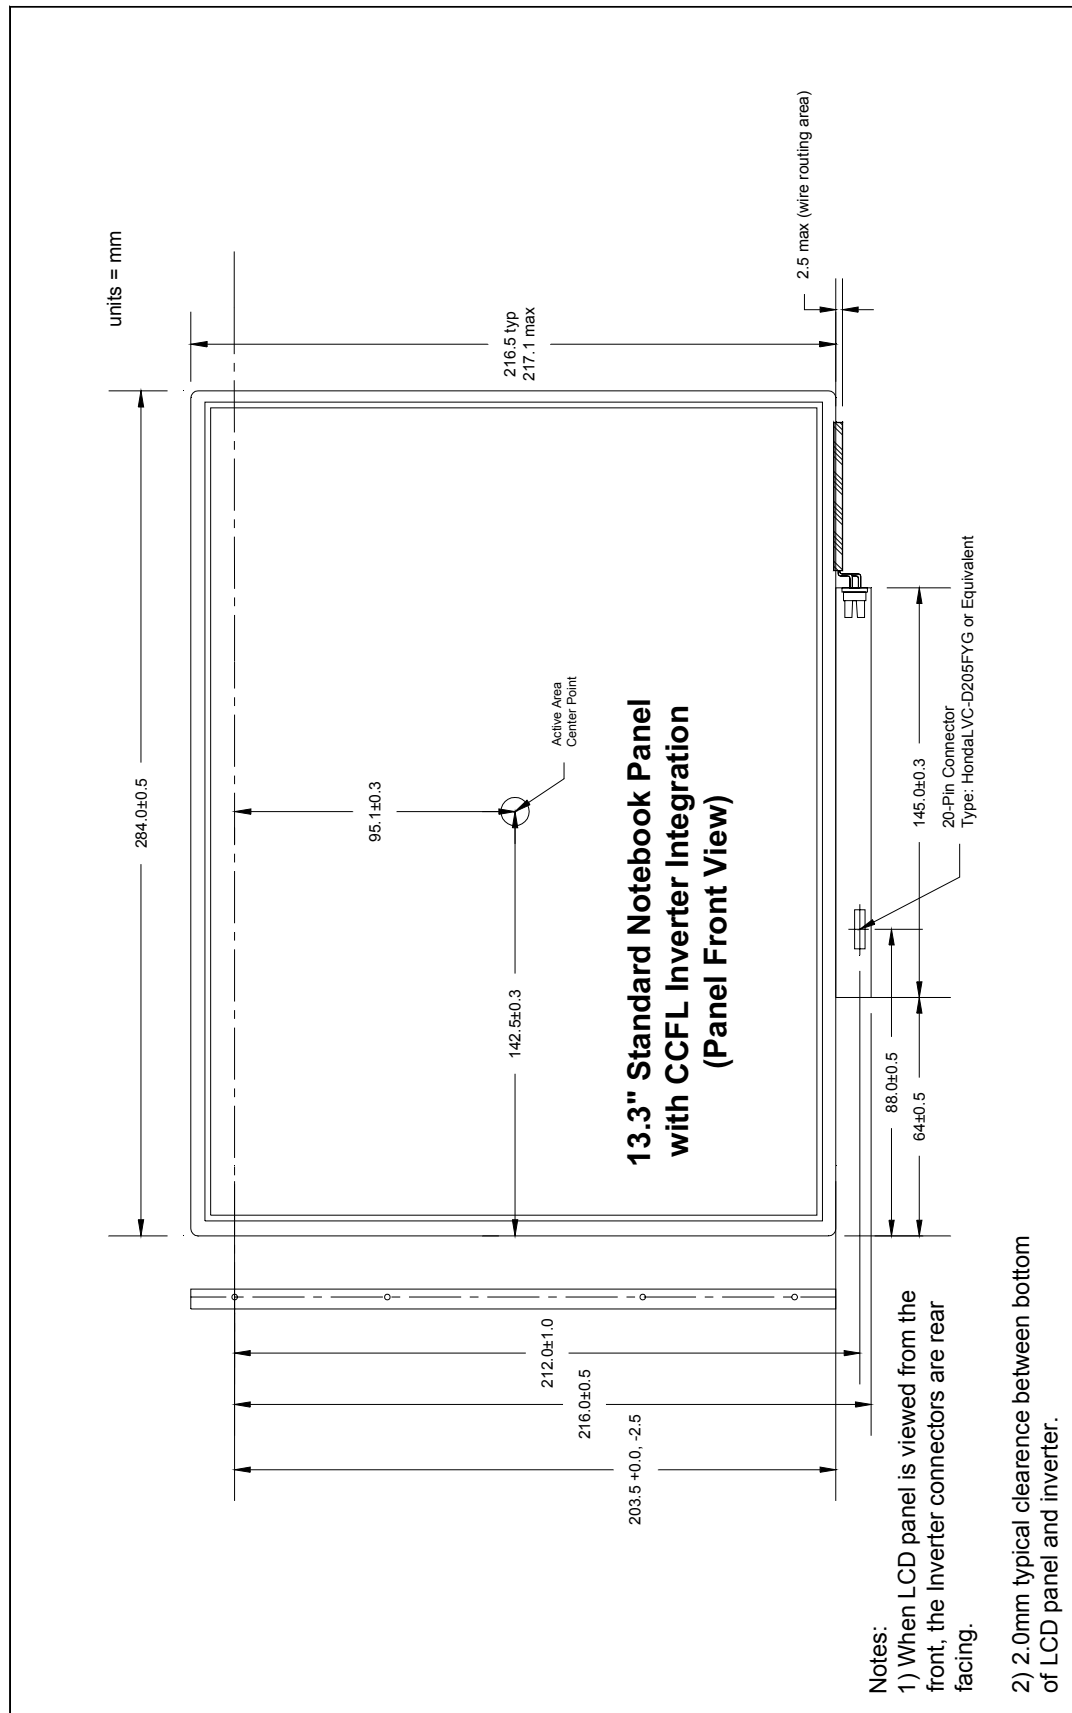 units = mm
284.0±0.5
216.5 typ
217.1 max
2.5 max (wire routing area)
95.1±0.3
142.5±0.3
Active Area
Center Point
13.3" Standard Notebook Panel
with CCFL Inverter Integration
(Panel Front View)
212.0±1.0
216.0±0.5
203.5 +0.0, -2.5
88.0±0.5
64±0.5
145.0±0.3
20-Pin Connector
Type: HondaLVC-D205FYG or Equivalent
Notes:
1) When LCD panel is viewed from the
front, the Inverter connectors are rear
facing.
2) 2.0mm typical clearence between bottom
of LCD panel and inverter.